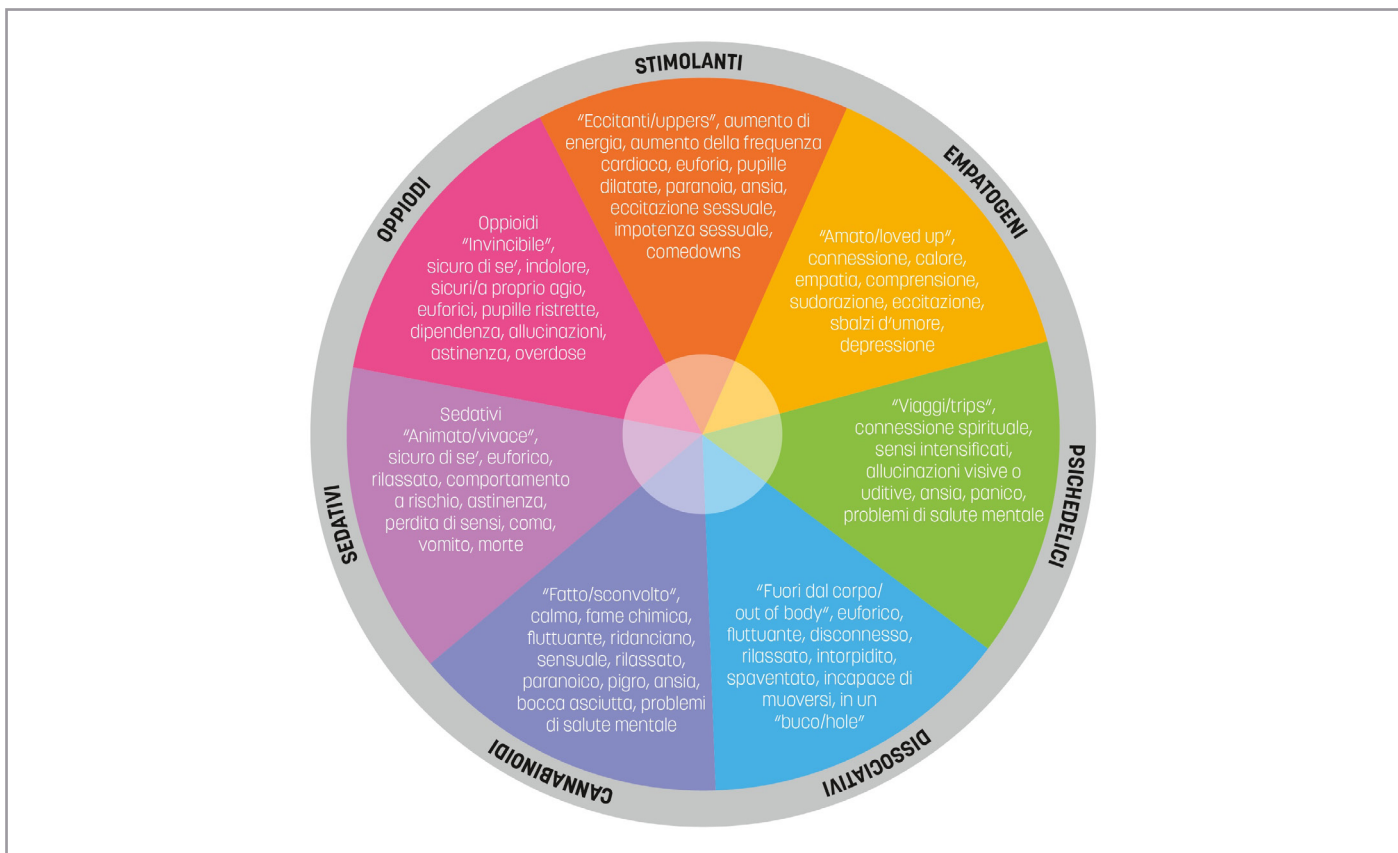 STIMOLANTI
"Eccitanti/uppers", aumento di
energia, aumento della frequenza
cardiaca, euforia, pupille
dilatate, paranoia, ansia,
eccitazione sessuale,
impotenza sessuale,
comedowns
EMPATOGENI
"Amato/loved up",
connessione, calore,
empatia, comprensione,
sudorazione, eccitazione,
sbalzi d'umore,
depressione
PSICHEDELICI
"Viaggi/trips",
connessione spirituale,
sensi intensificati,
allucinazioni visive o
uditive, ansia, panico,
problemi di salute mentale
DISSOCIATIVI
"Fuori dal corpo/
out of body", euforico,
fluttuante, disconnesso,
rilassato, intorpidito,
spaventato, incapace di
muoversi, in un
"buco/hole"
CANNABINOIDI
"Fatto/sconvolto",
calma, fame chimica,
fluttuante, ridanciano,
sensuale, rilassato,
paranoico, pigro, ansia,
bocca asciutta, problemi
di salute mentale
SEDATIVI
Sedativi
"Animato/vivace",
sicuro di se', euforico,
rilassato, comportamento
a rischio, astinenza,
perdita di sensi, coma,
vomito, morte
OPPIODI
Oppioidi
"Invincibile",
sicuro di se', indolore,
sicuri/a proprio agio,
euforici, pupille ristrette,
dipendenza, allucinazioni,
astinenza, overdose